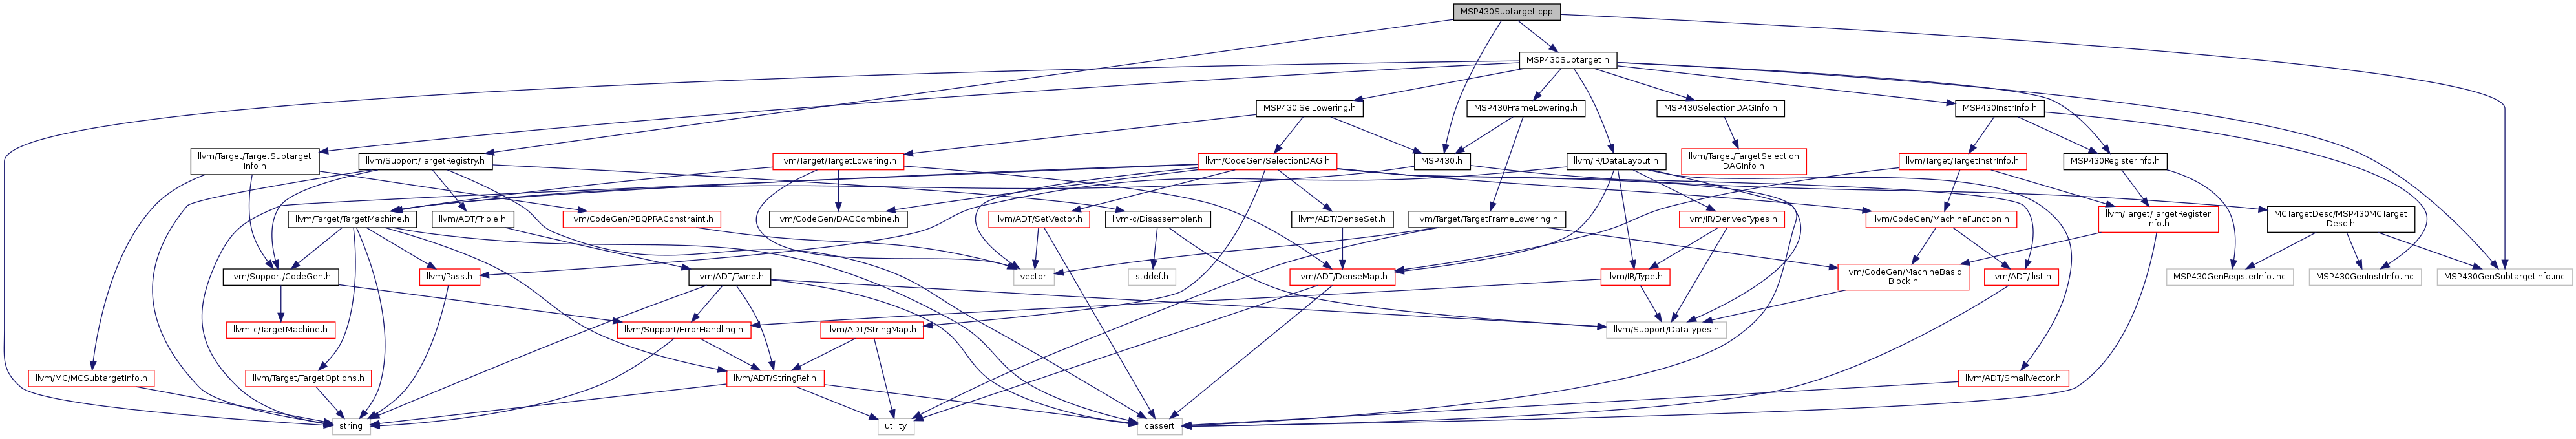 MSP430Subtarget.cpp
MSP430Subtarget.h
MSP430ISelLowering.h
MSP430FrameLowering.h
MSP430SelectionDAGInfo.h
MSP430InstrInfo.h
llvm/Target/TargetSubtarget
Info.h
llvm/Support/TargetRegistry.h
llvm/Target/TargetLowering.h
llvm/CodeGen/SelectionDAG.h
MSP430.h
llvm/IR/DataLayout.h
llvm/Target/TargetSelection
DAGInfo.h
llvm/Target/TargetInstrInfo.h
MSP430RegisterInfo.h
llvm/Target/TargetMachine.h
llvm/ADT/Triple.h
llvm/CodeGen/PBQPRAConstraint.h
llvm/CodeGen/DAGCombine.h
llvm/ADT/SetVector.h
llvm-c/Disassembler.h
llvm/ADT/DenseSet.h
llvm/Target/TargetFrameLowering.h
llvm/IR/DerivedTypes.h
llvm/CodeGen/MachineFunction.h
llvm/Target/TargetRegister
Info.h
MCTargetDesc/MSP430MCTarget
Desc.h
llvm/Support/CodeGen.h
llvm/Pass.h
llvm/ADT/Twine.h
vector
stddef.h
llvm/ADT/DenseMap.h
llvm/IR/Type.h
llvm/CodeGen/MachineBasic
Block.h
llvm/ADT/ilist.h
MSP430GenRegisterInfo.inc
MSP430GenInstrInfo.inc
MSP430GenSubtargetInfo.inc
llvm-c/TargetMachine.h
llvm/Support/ErrorHandling.h
llvm/ADT/StringMap.h
llvm/Support/DataTypes.h
llvm/MC/MCSubtargetInfo.h
llvm/Target/TargetOptions.h
llvm/ADT/StringRef.h
llvm/ADT/SmallVector.h
string
utility
cassert